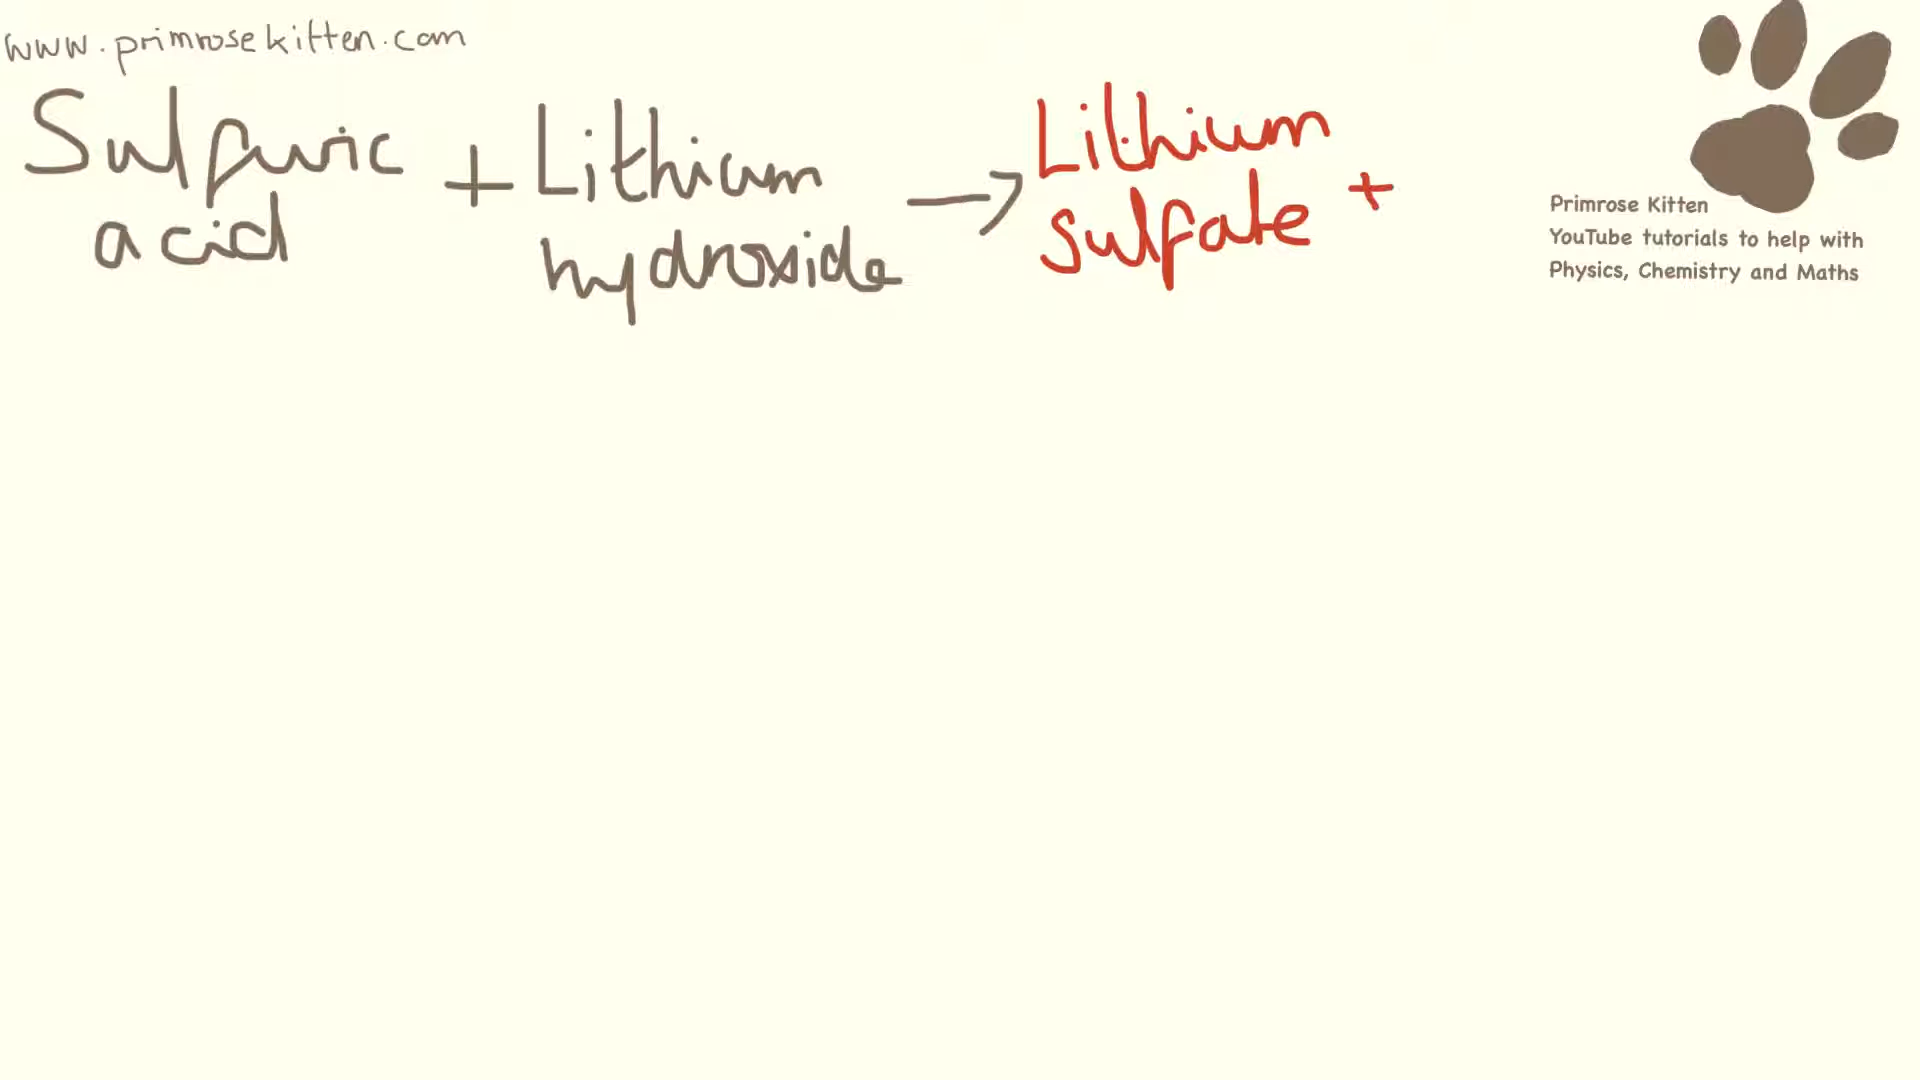 www.primrosekitten.com
Sulfuric + Lithium → Lithium +
acid hydroxide sulfate
Primrose Kitten
YouTube tutorials to help with
Physics, Chemistry and Maths